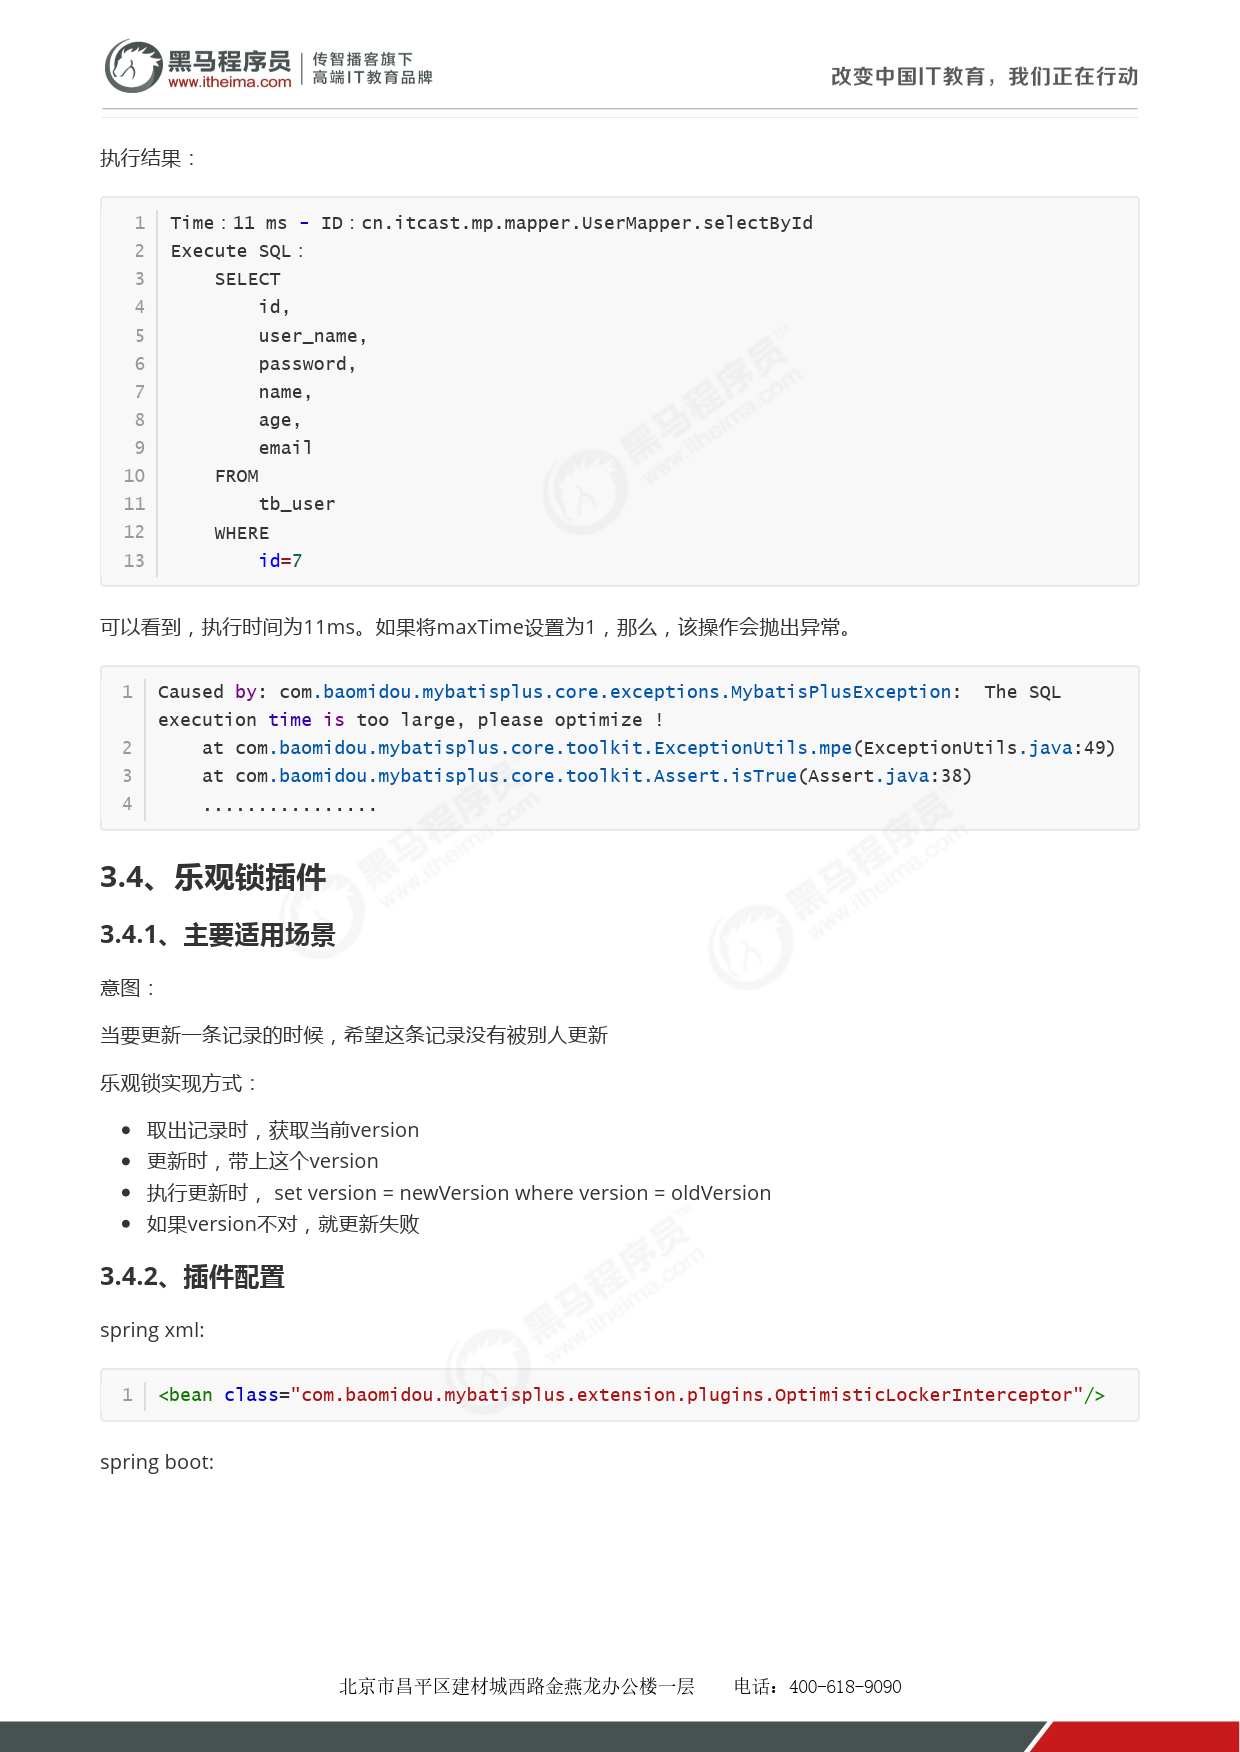 黑马程序员
www.itheima.com
传智播客旗下
高端IT教育品牌
改变中国IT教育，我们正在行动
执行结果：
1 Time：11 ms - ID：cn.itcast.mp.mapper.UserMapper.selectById
2 Execute SQL：
3     SELECT
4         id,
5         user_name,
6         password,
7         name,
8         age,
9         email
10     FROM
11         tb_user
12     WHERE
13         id=7
可以看到，执行时间为11ms。如果将maxTime设置为1，那么，该操作会抛出异常。
1 Caused by: com.baomidou.mybatisplus.core.exceptions.MybatisPlusException:  The SQL
execution time is too large, please optimize !
2     at com.baomidou.mybatisplus.core.toolkit.ExceptionUtils.mpe(ExceptionUtils.java:49)
3     at com.baomidou.mybatisplus.core.toolkit.Assert.isTrue(Assert.java:38)
4     ................
3.4、乐观锁插件
3.4.1、主要适用场景
意图：
当要更新一条记录的时候，希望这条记录没有被别人更新
乐观锁实现方式：
● 取出记录时，获取当前version
● 更新时，带上这个version
● 执行更新时， set version = newVersion where version = oldVersion
● 如果version不对，就更新失败
3.4.2、插件配置
spring xml:
1 <bean class="com.baomidou.mybatisplus.extension.plugins.OptimisticLockerInterceptor"/>
spring boot:
北京市昌平区建材城西路金燕龙办公楼一层    电话：400-618-9090